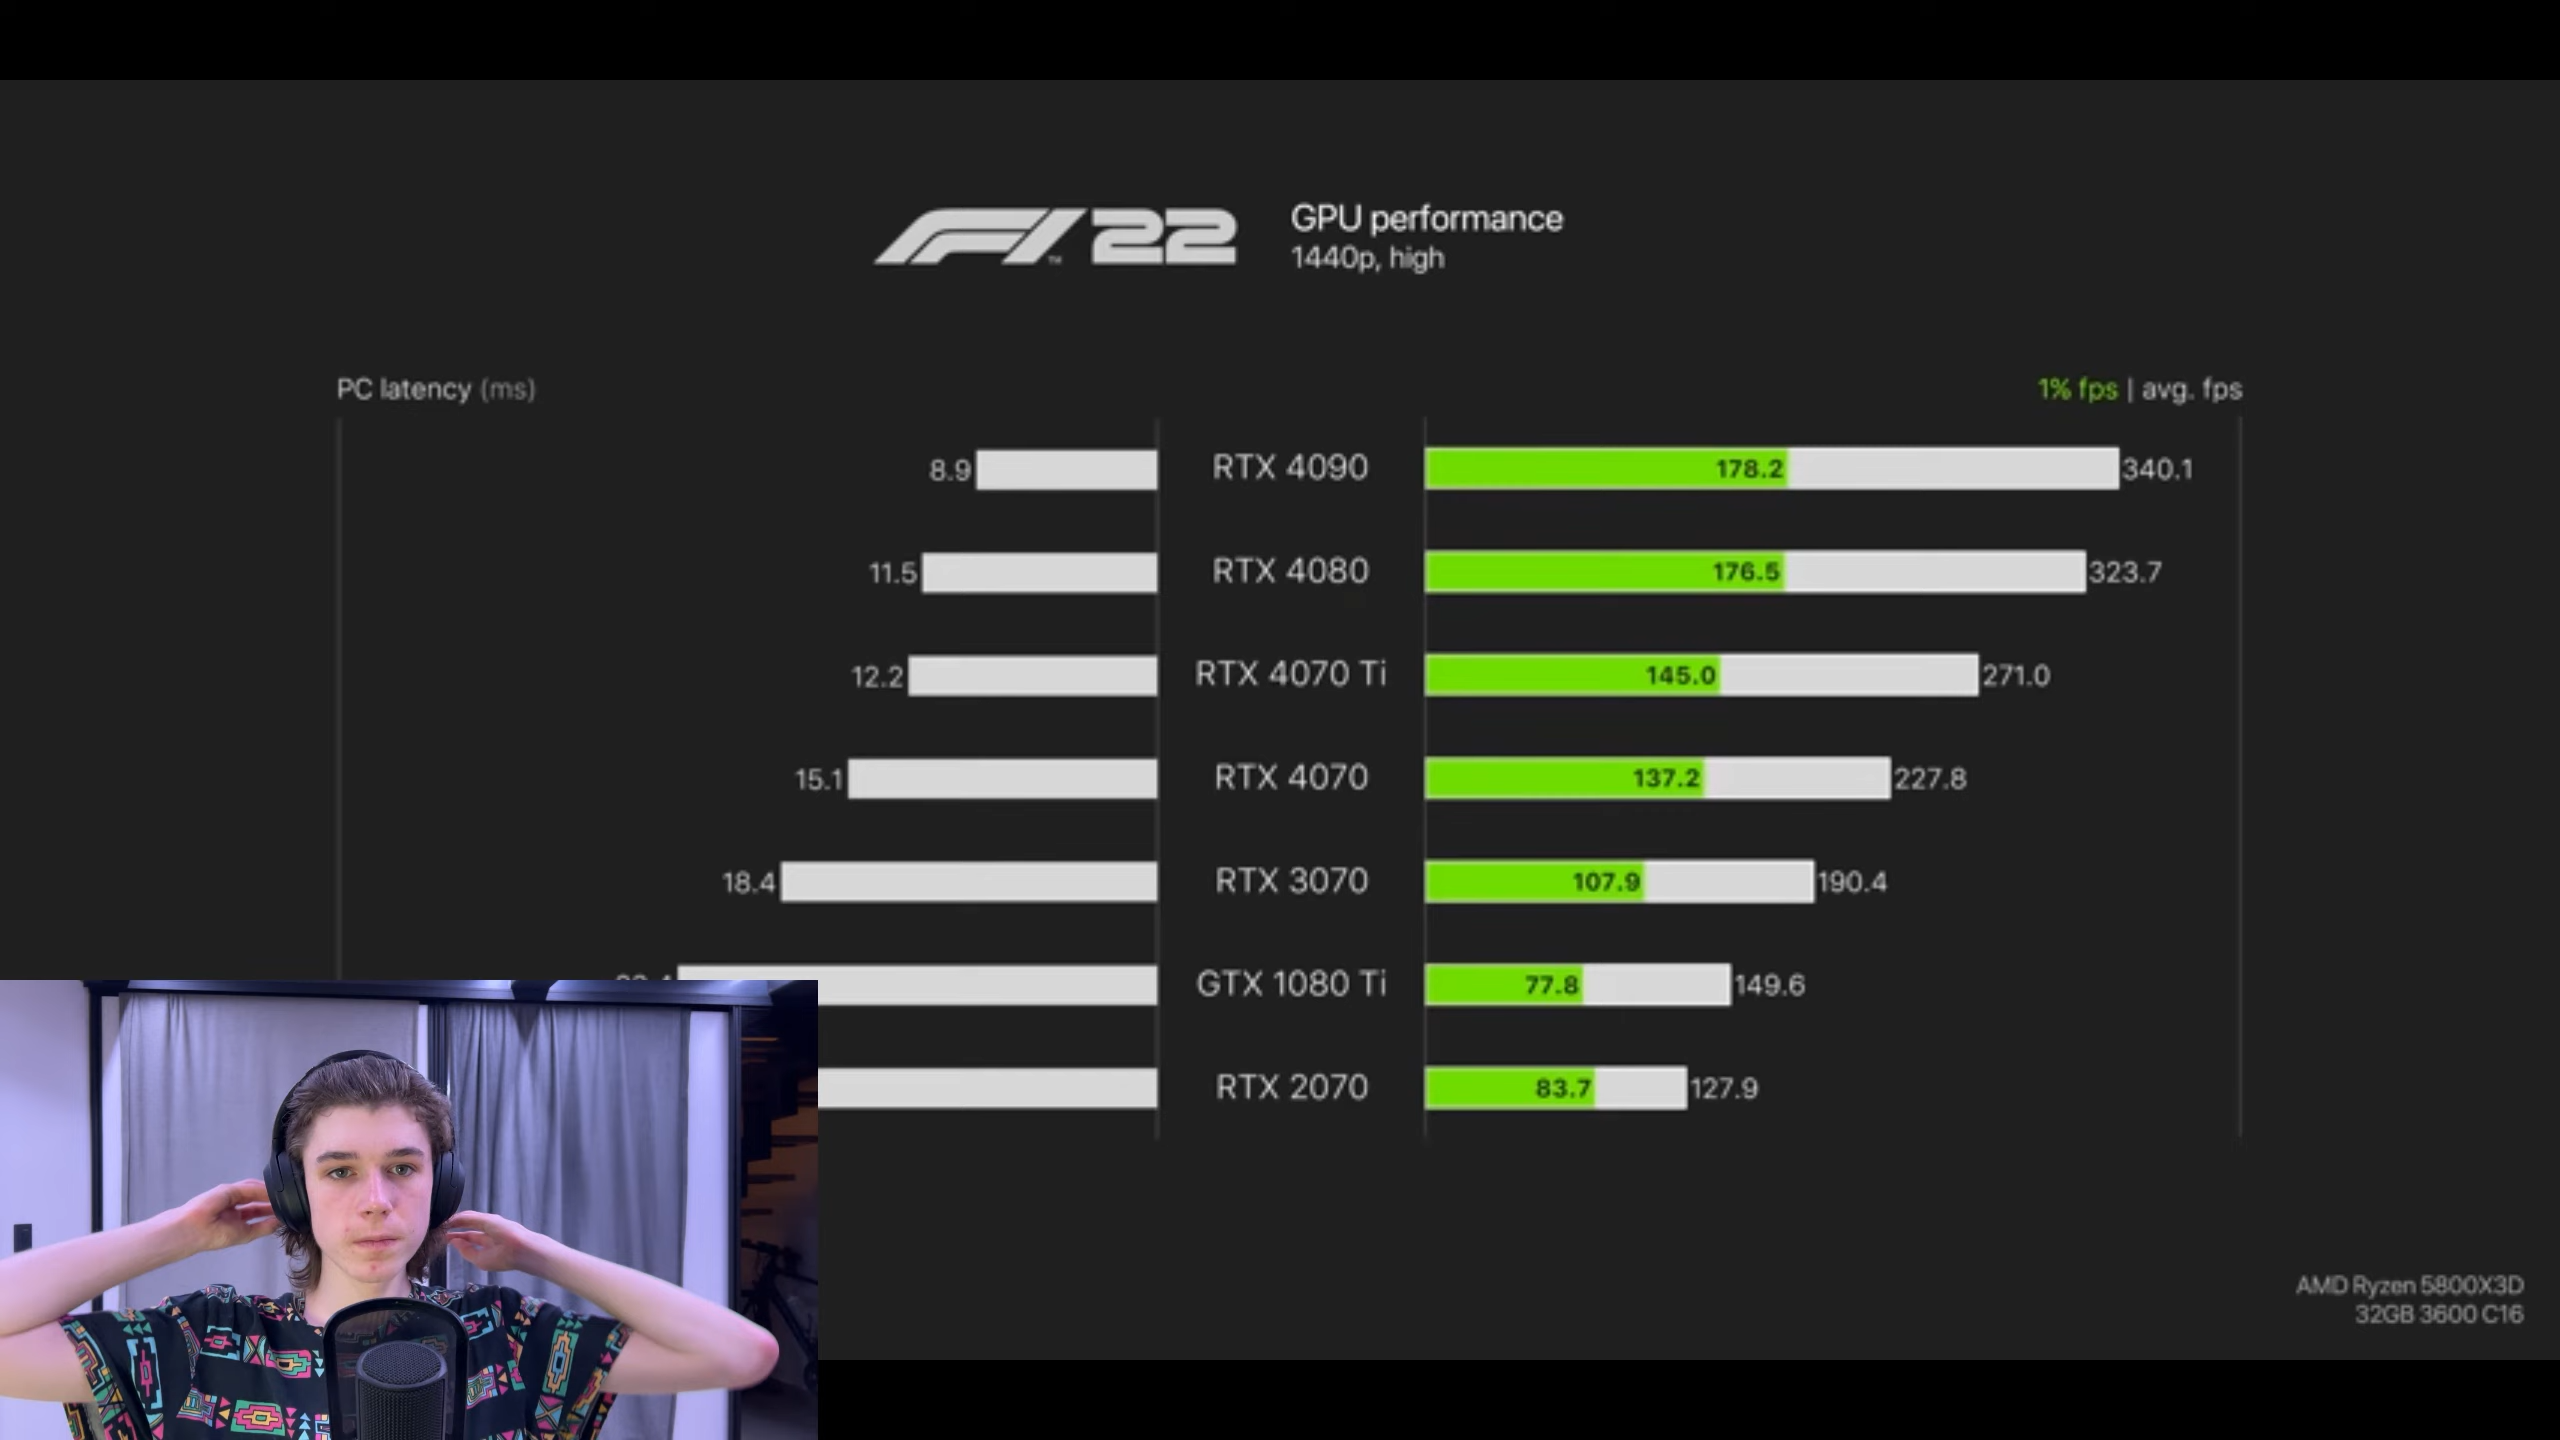 F1 22
GPU performance
1440p, high
PC latency (ms)
1% fps | avg. fps
8.9 RTX 4090 178.2 340.1
11.5 RTX 4080 176.5 323.7
12.2 RTX 4070 Ti 145.0 271.0
15.1 RTX 4070 137.2 227.8
18.4 RTX 3070 107.9 190.4
GTX 1080 Ti 77.8 149.6
RTX 2070 83.7 127.9
AMD Ryzen 5800X3D
32GB 3600 C16